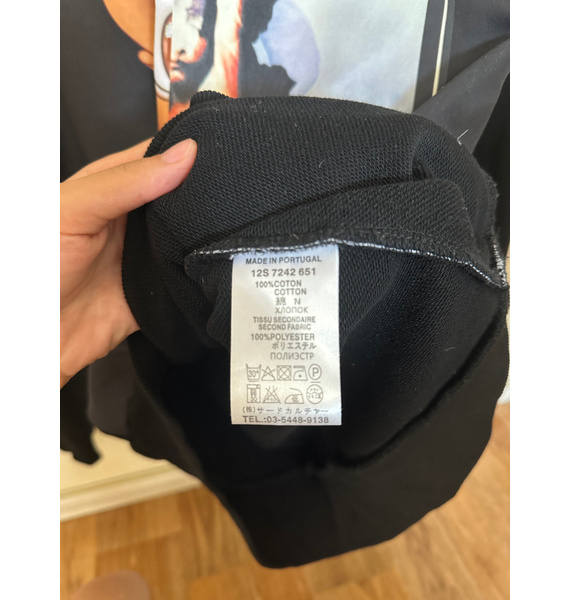 MADE IN PORTUGAL
12S 7242 651
100%COTON
COTTON
綿 N
ХЛОПОК
TISSU SECONDAIRE
SECOND FABRIC
100%POLYESTER
ポリエステル
ПОЛИЭСТР
30°
(株)サードカルチャー
TEL.:03-5448-9138